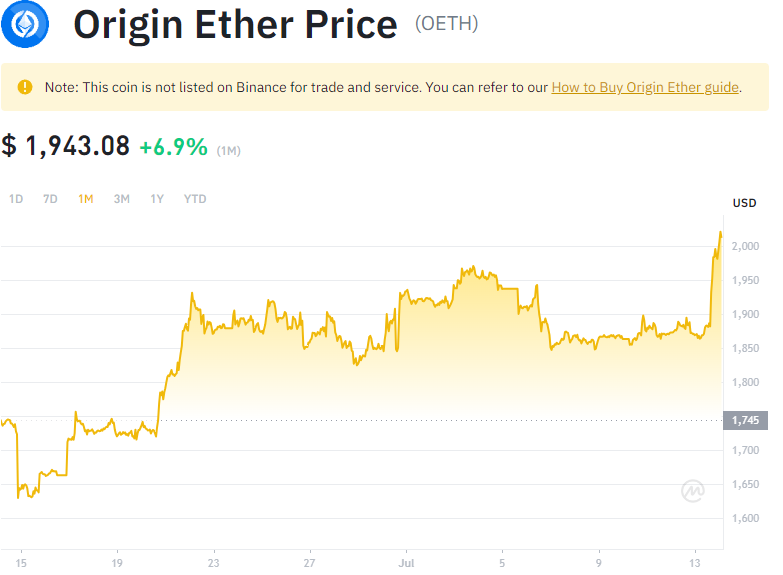 Origin Ether Price (OETH)
Note: This coin is not listed on Binance for trade and service. You can refer to our How to Buy Origin Ether guide.
$ 1,943.08 +6.9% (1M)
1D 7D 1M 3M 1Y YTD
USD
2,000
1,950
1,900
1,850
1,800
1,745
1,700
1,650
1,600
15 19 23 27 Jul 5 9 13